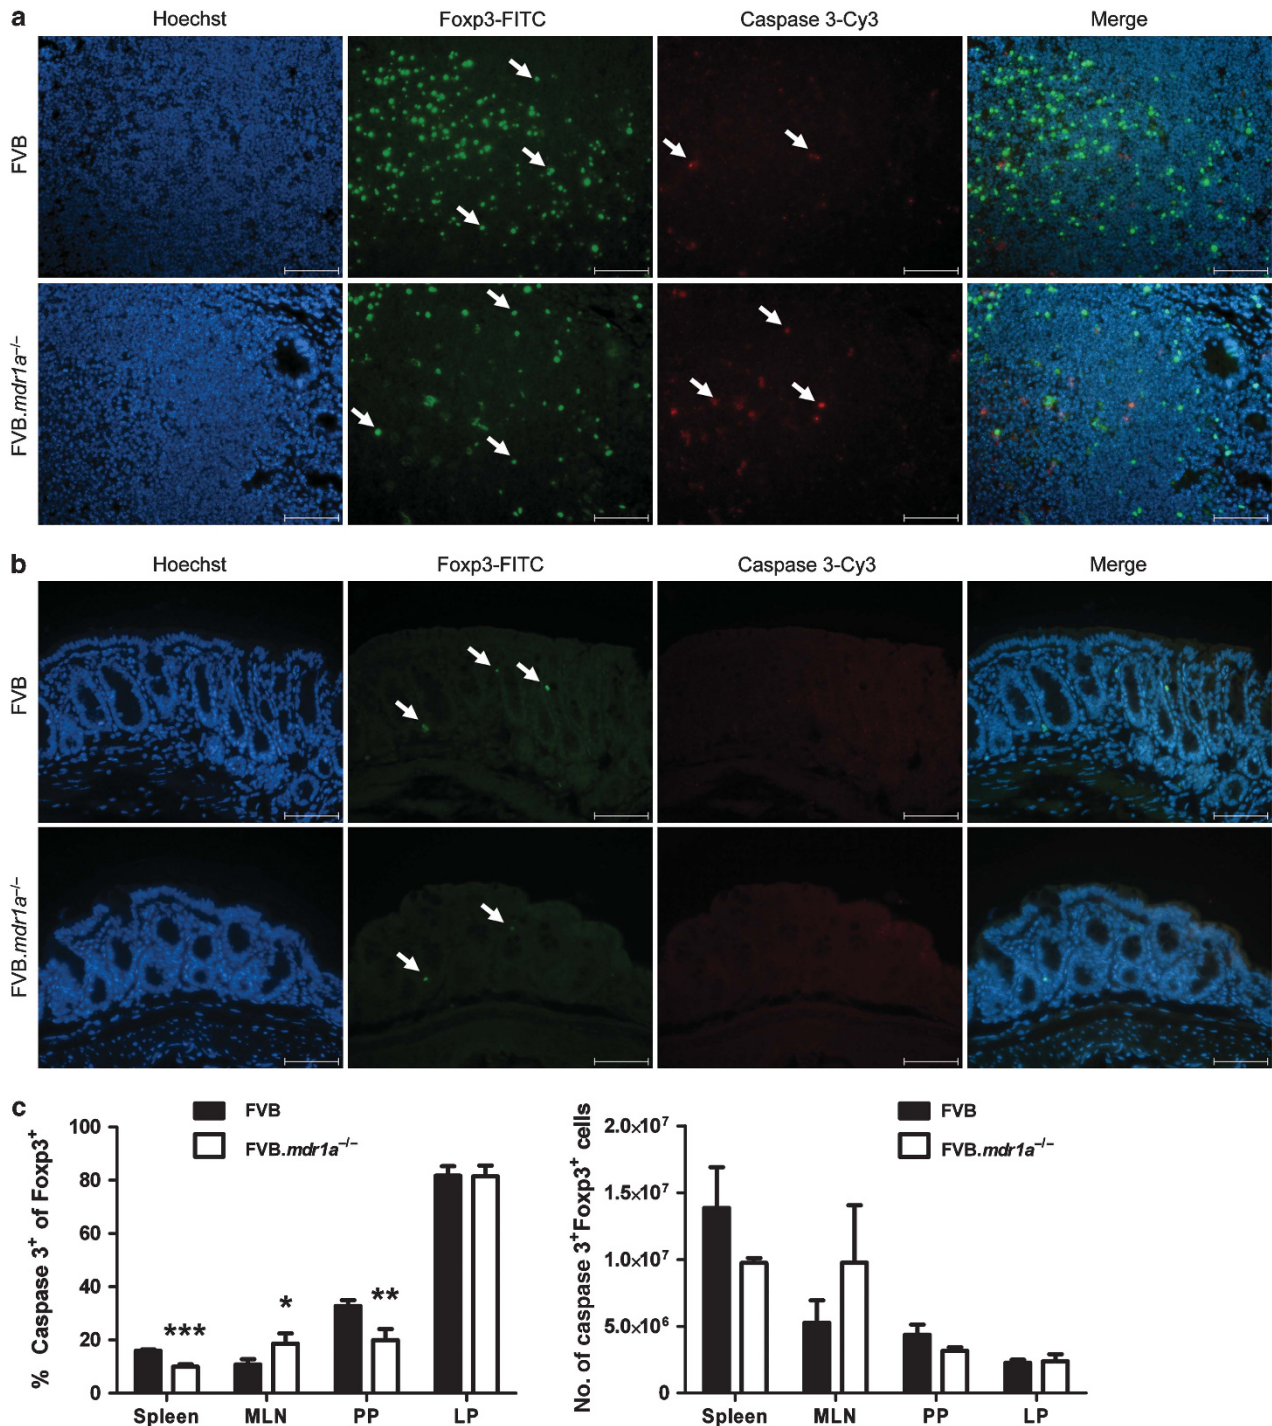 a
Hoechst Foxp3-FITC Caspase 3-Cy3 Merge
FVB
FVB.mdr1a⁻/⁻
b
Hoechst Foxp3-FITC Caspase 3-Cy3 Merge
FVB
FVB.mdr1a⁻/⁻
c
% Caspase 3⁺ of Foxp3⁺
FVB
FVB.mdr1a⁻/⁻
100
80
60
40
20
0
***
*
**
Spleen MLN PP LP
No. of caspase 3⁺Foxp3⁺ cells
FVB
FVB.mdr1a⁻/⁻
2.0×10⁷
1.5×10⁷
1.0×10⁷
5.0×10⁶
0
Spleen MLN PP LP